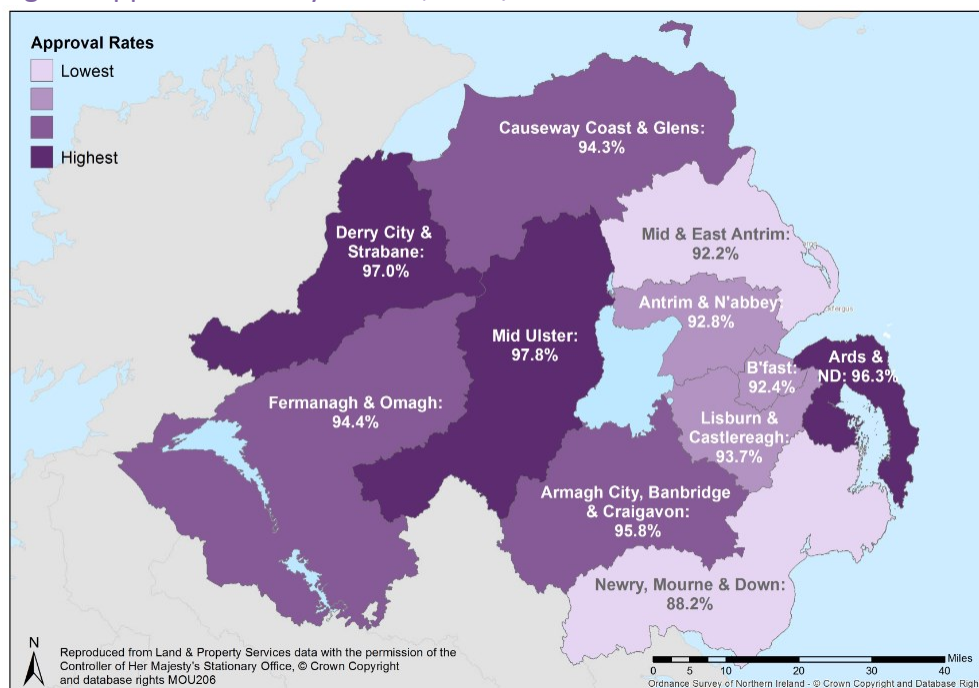 Approval Rates
Lowest
Highest
Causeway Coast & Glens:
94.3%
Derry City &
Strabane:
97.0%
Mid & East Antrim:
92.2%
Antrim & N'abbey:
92.8%
Mid Ulster:
97.8%
B'fast:
92.4%
Ards &
ND: 96.3%
Fermanagh & Omagh:
94.4%
Lisburn &
Castlereagh:
93.7%
Armagh City, Banbridge
& Craigavon:
95.8%
Newry, Mourne & Down:
88.2%
N
Reproduced from Land & Property Services data with the permission of the
Controller of Her Majesty's Stationary Office, © Crown Copyright
and database rights MOU206
Miles
0 5 10 20 30 40
Ordnance Survey of Northern Ireland - © Crown Copyright and Database Righ